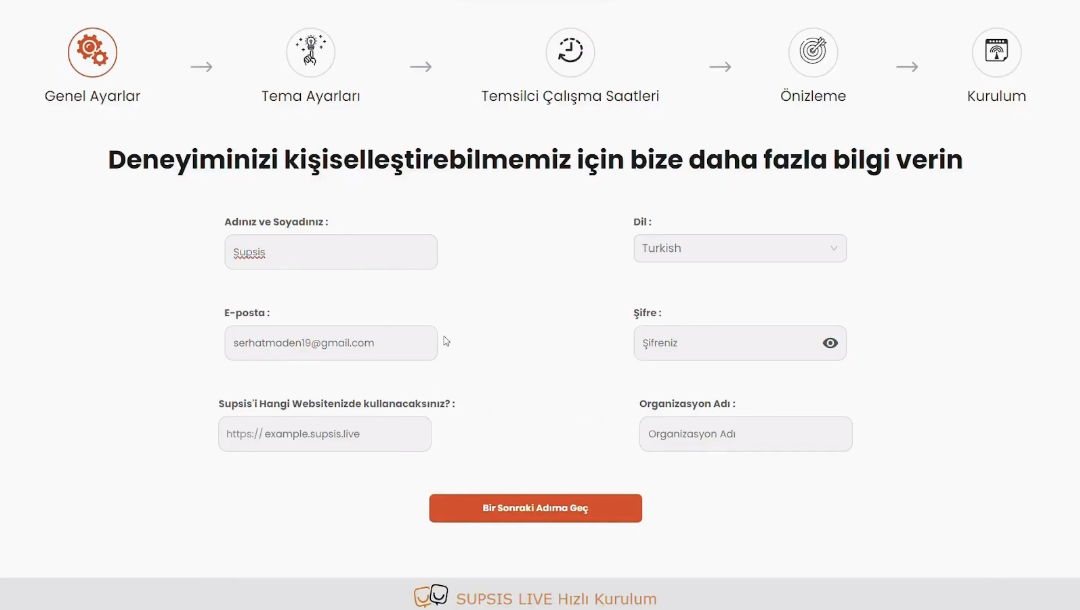 Genel Ayarlar
Tema Ayarları
Temsilci Çalışma Saatleri
Önizleme
Kurulum
Deneyiminizi kişiselleştirebilmemiz için bize daha fazla bilgi verin
Adınız ve Soyadınız :
Dil :
Supsis
Turkish
E-posta :
Şifre :
serhatmaden19@gmail.com
Şifreniz
Supsis'i Hangi Websitenizde kullanacaksınız? :
Organizasyon Adı :
https:// example.supsis.live
Organizasyon Adı
Bir Sonraki Adıma Geç
SUPSIS LIVE Hızlı Kurulum